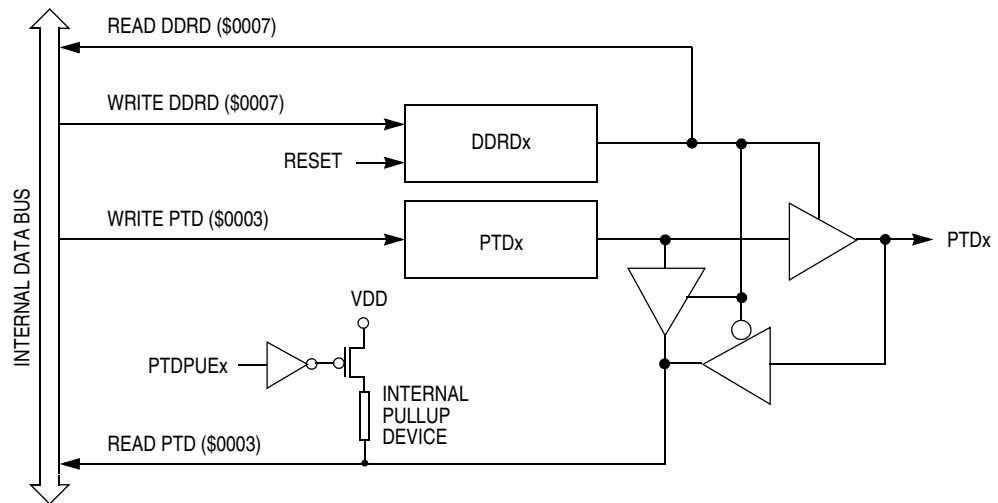 READ DDRD ($0007)
WRITE DDRD ($0007)
DDRDx
RESET
INTERNAL DATA BUS
WRITE PTD ($0003)
PTDx
PTDx
VDD
PTDPUEx
INTERNAL
PULLUP
DEVICE
READ PTD ($0003)